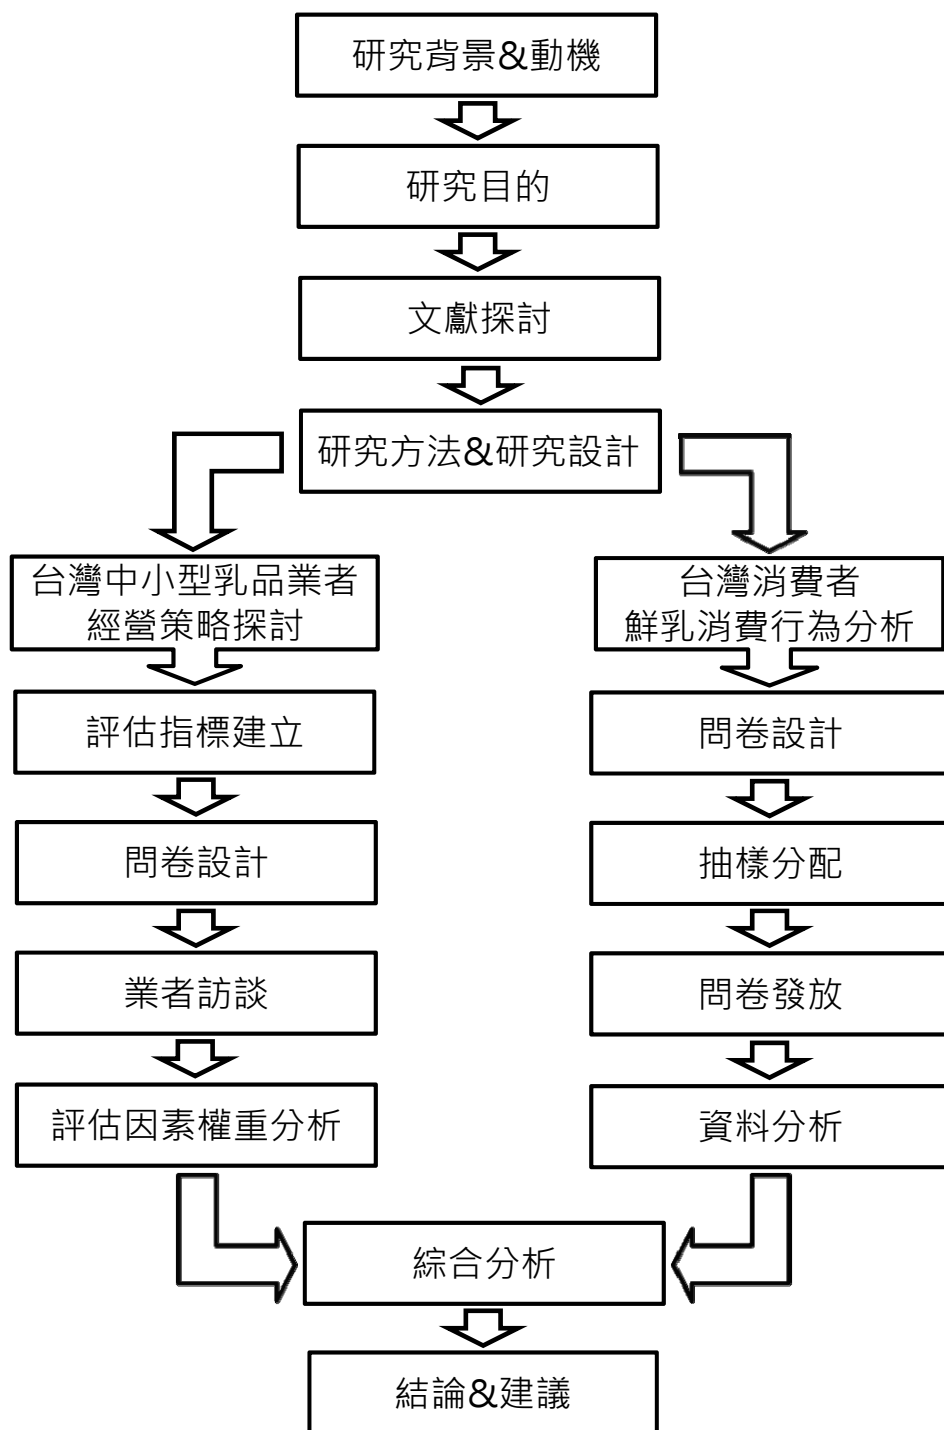 研究背景&動機
研究目的
文獻探討
研究方法&研究設計
台灣中小型乳品業者
經營策略探討
評估指標建立
問卷設計
業者訪談
評估因素權重分析
台灣消費者
鮮乳消費行為分析
問卷設計
抽樣分配
問卷發放
資料分析
綜合分析
結論&建議